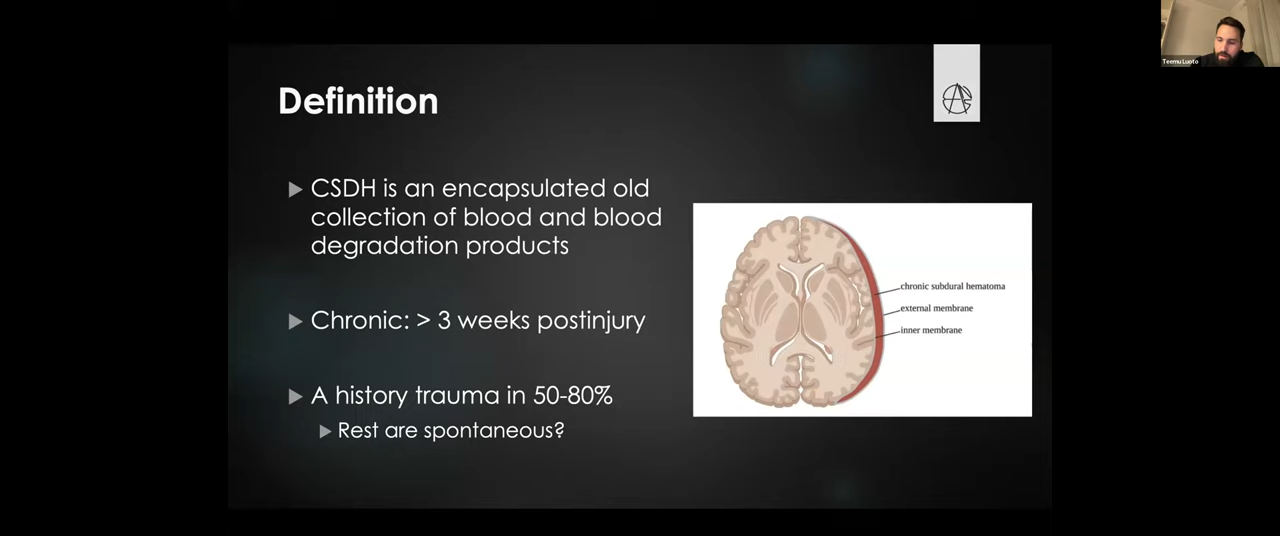 Definition
CSDH is an encapsulated old
collection of blood and blood
degradation products
Chronic: > 3 weeks postinjury
A history trauma in 50-80%
Rest are spontaneous?
chronic subdural hematoma
external membrane
inner membrane
Teemu Luoto